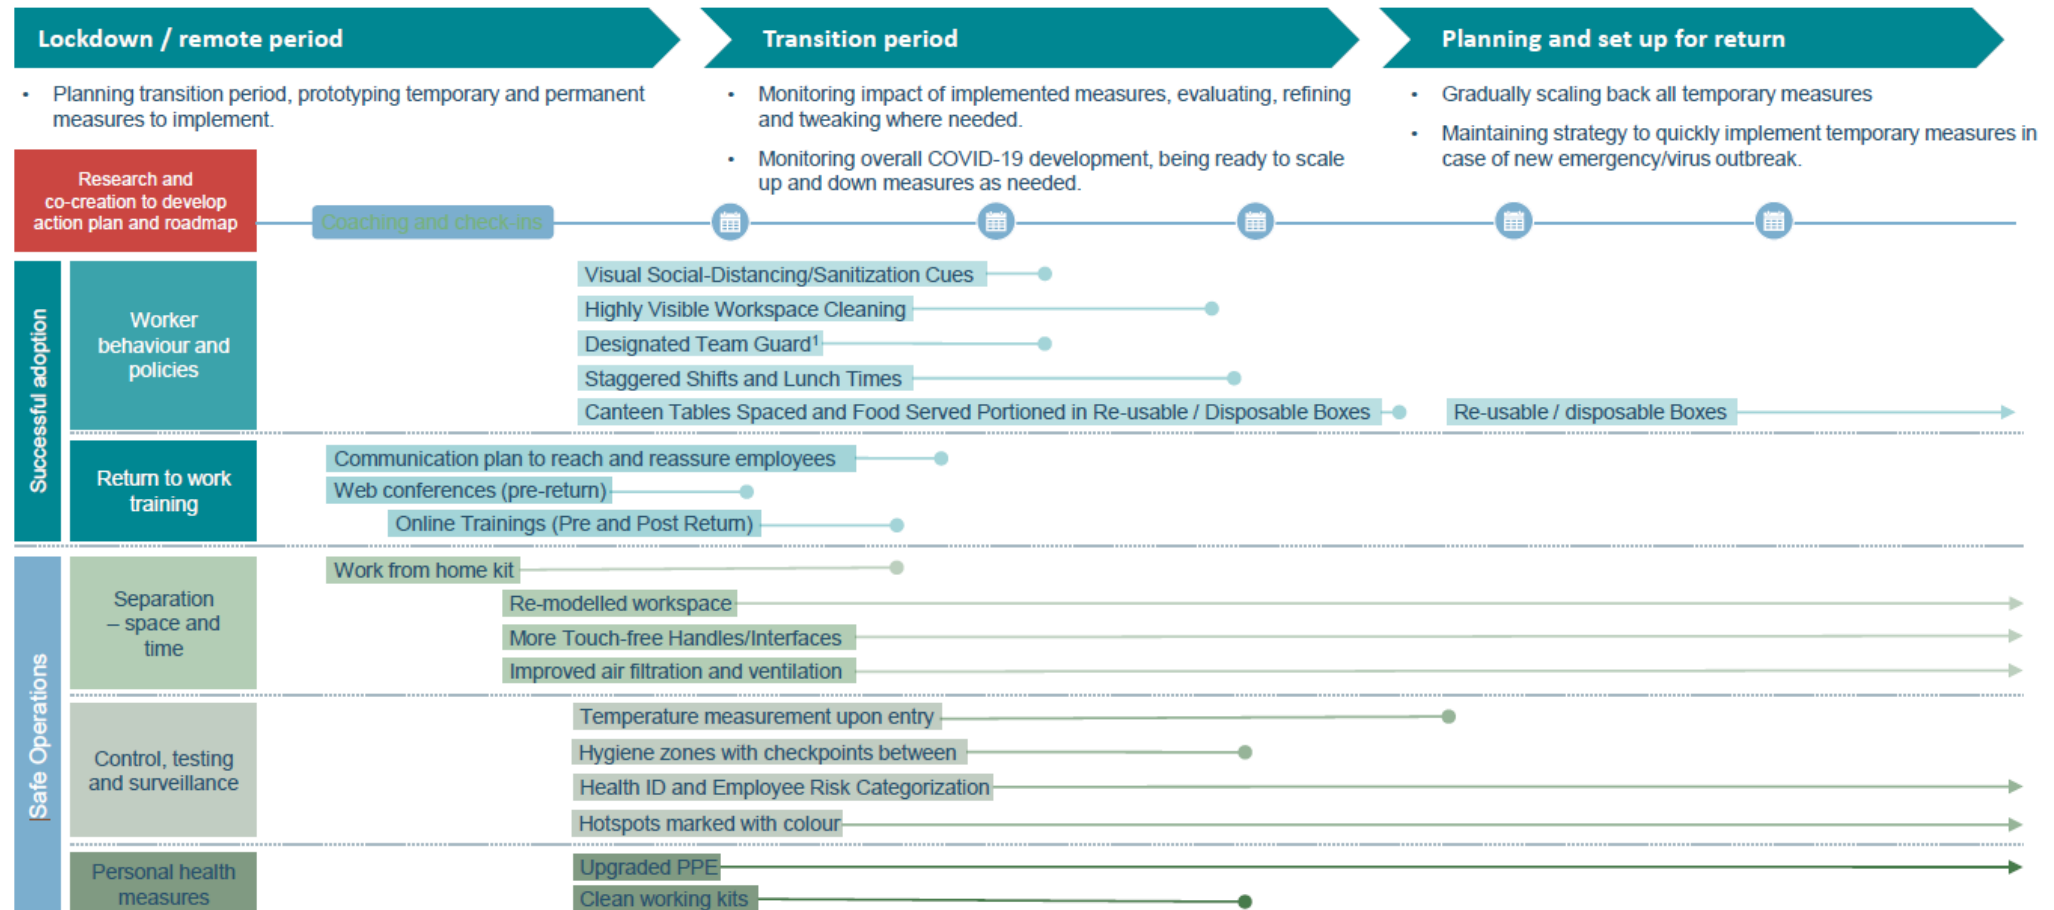 Lockdown / remote period
Transition period
Planning and set up for return
• Planning transition period, prototyping temporary and permanent
measures to implement.
• Monitoring impact of implemented measures, evaluating, refining
and tweaking where needed.
• Monitoring overall COVID-19 development, being ready to scale
up and down measures as needed.
• Gradually scaling back all temporary measures
• Maintaining strategy to quickly implement temporary measures in
case of new emergency/virus outbreak.
Research and
co-creation to develop
action plan and roadmap
Coaching and check-ins
Successful adoption
Worker
behaviour and
policies
Visual Social-Distancing/Sanitization Cues
Highly Visible Workspace Cleaning
Designated Team Guard¹
Staggered Shifts and Lunch Times
Canteen Tables Spaced and Food Served Portioned in Re-usable / Disposable Boxes
Re-usable / disposable Boxes
Return to work
training
Communication plan to reach and reassure employees
Web conferences (pre-return)
Online Trainings (Pre and Post Return)
Safe Operations
Separation
– space and
time
Work from home kit
Re-modelled workspace
More Touch-free Handles/Interfaces
Improved air filtration and ventilation
Control, testing
and surveillance
Temperature measurement upon entry
Hygiene zones with checkpoints between
Health ID and Employee Risk Categorization
Hotspots marked with colour
Personal health
measures
Upgraded PPE
Clean working kits